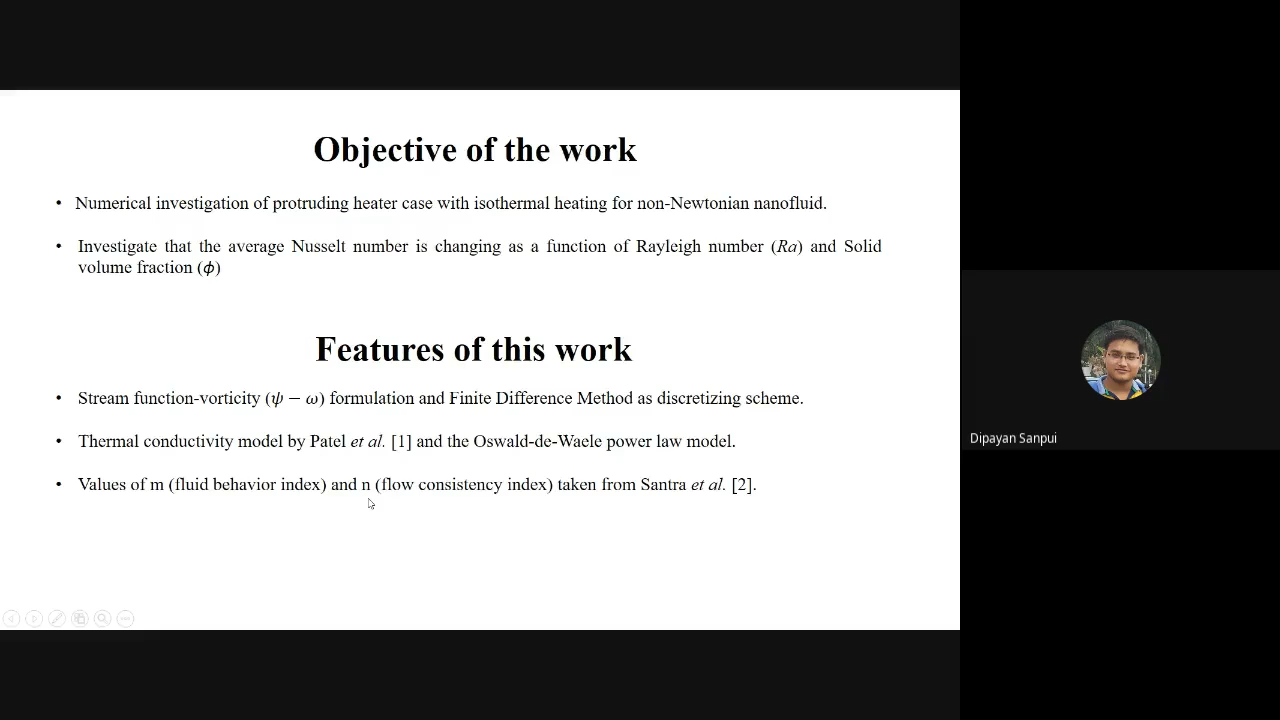 Objective of the work
• Numerical investigation of protruding heater case with isothermal heating for non-Newtonian nanofluid.
• Investigate that the average Nusselt number is changing as a function of Rayleigh number (Ra) and Solid
volume fraction (ϕ)
Features of this work
• Stream function-vorticity (ψ − ω) formulation and Finite Difference Method as discretizing scheme.
• Thermal conductivity model by Patel et al. [1] and the Oswald-de-Waele power law model.
• Values of m (fluid behavior index) and n (flow consistency index) taken from Santra et al. [2].
Dipayan Sanpui